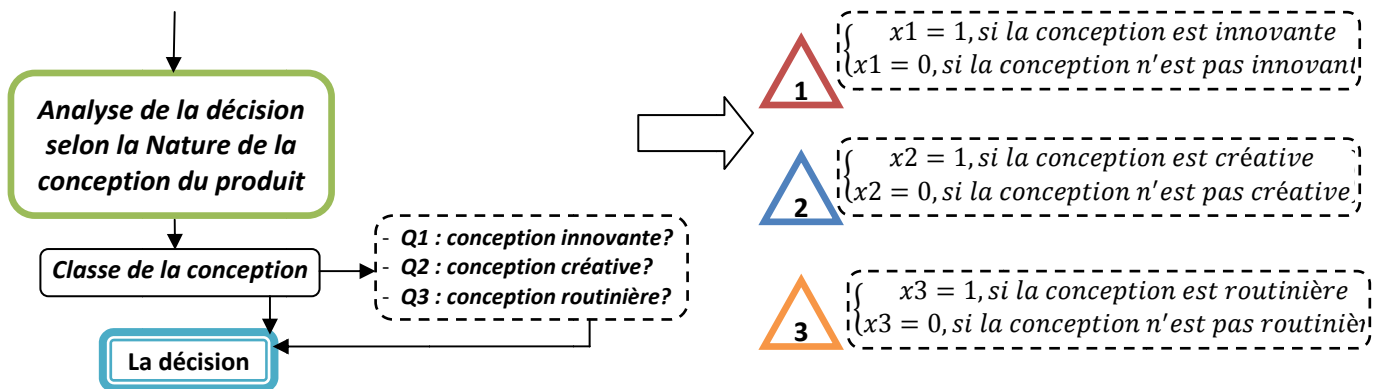 Analyse de la décision
selon la Nature de la
conception du produit
Classe de la conception
- Q1 : conception innovante?
- Q2 : conception créative?
- Q3 : conception routinière?
La décision
1
x1 = 1, si la conception est innovante
x1 = 0, si la conception n'est pas innovant
2
x2 = 1, si la conception est créative
x2 = 0, si la conception n'est pas créative
3
x3 = 1, si la conception est routinière
x3 = 0, si la conception n'est pas routiniè